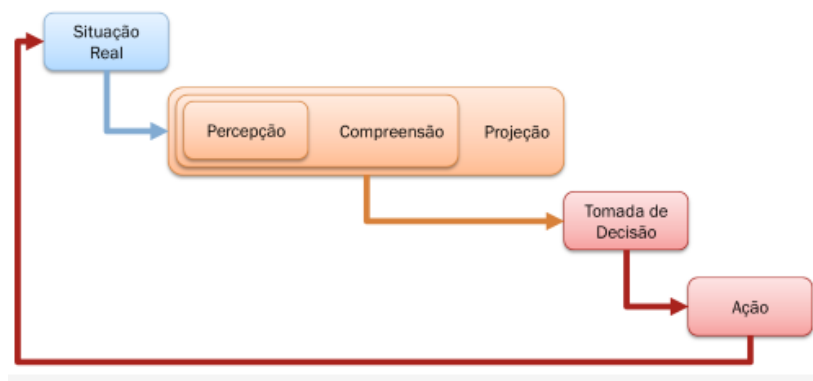 Situação
Real
Percepção
Compreensão
Projeção
Tomada de
Decisão
Ação